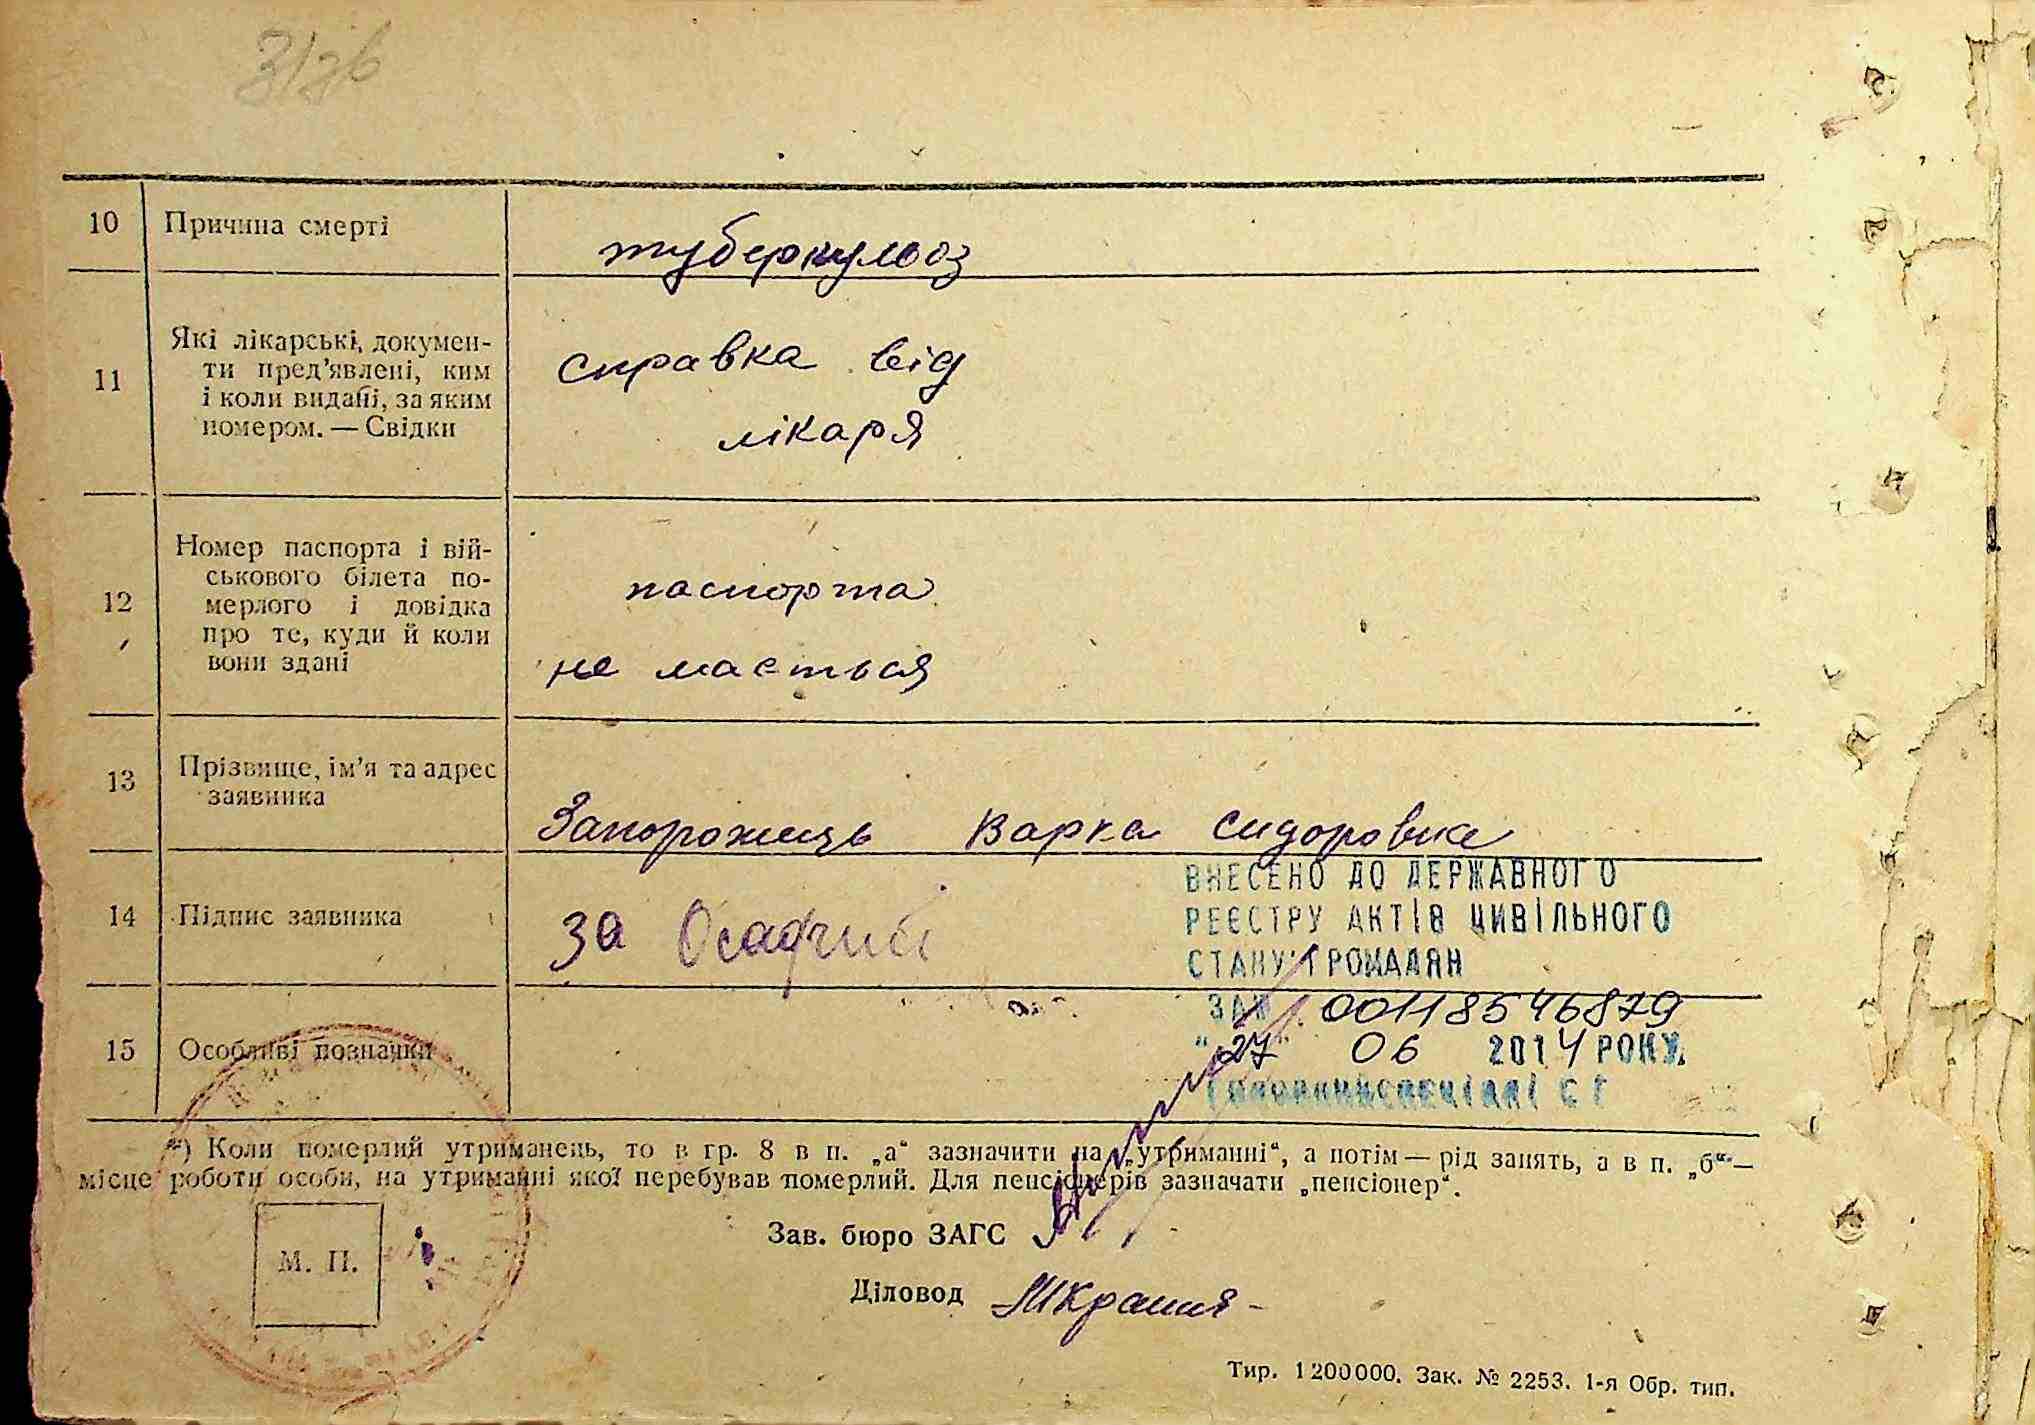 10 Причина смерті
туберкульоз
11 Які лікарські, докумен-
ти пред’явлені, ким
і коли видані, за яким
номером. — Свідки
справка від
лікаря
12 Номер паспорта і вій-
ськового білета по-
мерлого і довідка
про те, куди й коли
вони здані
паспорта
не мається
13 Прізвище, ім’я та адрес
заявника
Запорожець Варка Сидоровка
14 Підпис заявника
за
ВНЕСЕНО ДО ДЕРЖАВНОГО
РЕЄСТРУ АКТІВ ЦИВІЛЬНОГО
СТАНУ ГРОМАДЯН
ЗА № 00118546879
15 Особливі позначки
"27" 06 2014 РОКУ.
*) Коли померлий утриманець, то в гр. 8 в п. „а“ зазначити на „утриманні“, а потім — рід занять, а в п. „б“ —
місце роботи особи, на утриманні якої перебував померлий. Для пенсіонерів зазначати „пенсіонер“.
Зав. бюро ЗАГС
М. П.
Діловод
Тир. 1200000. Зак. № 2253. 1-я Обр. тип.